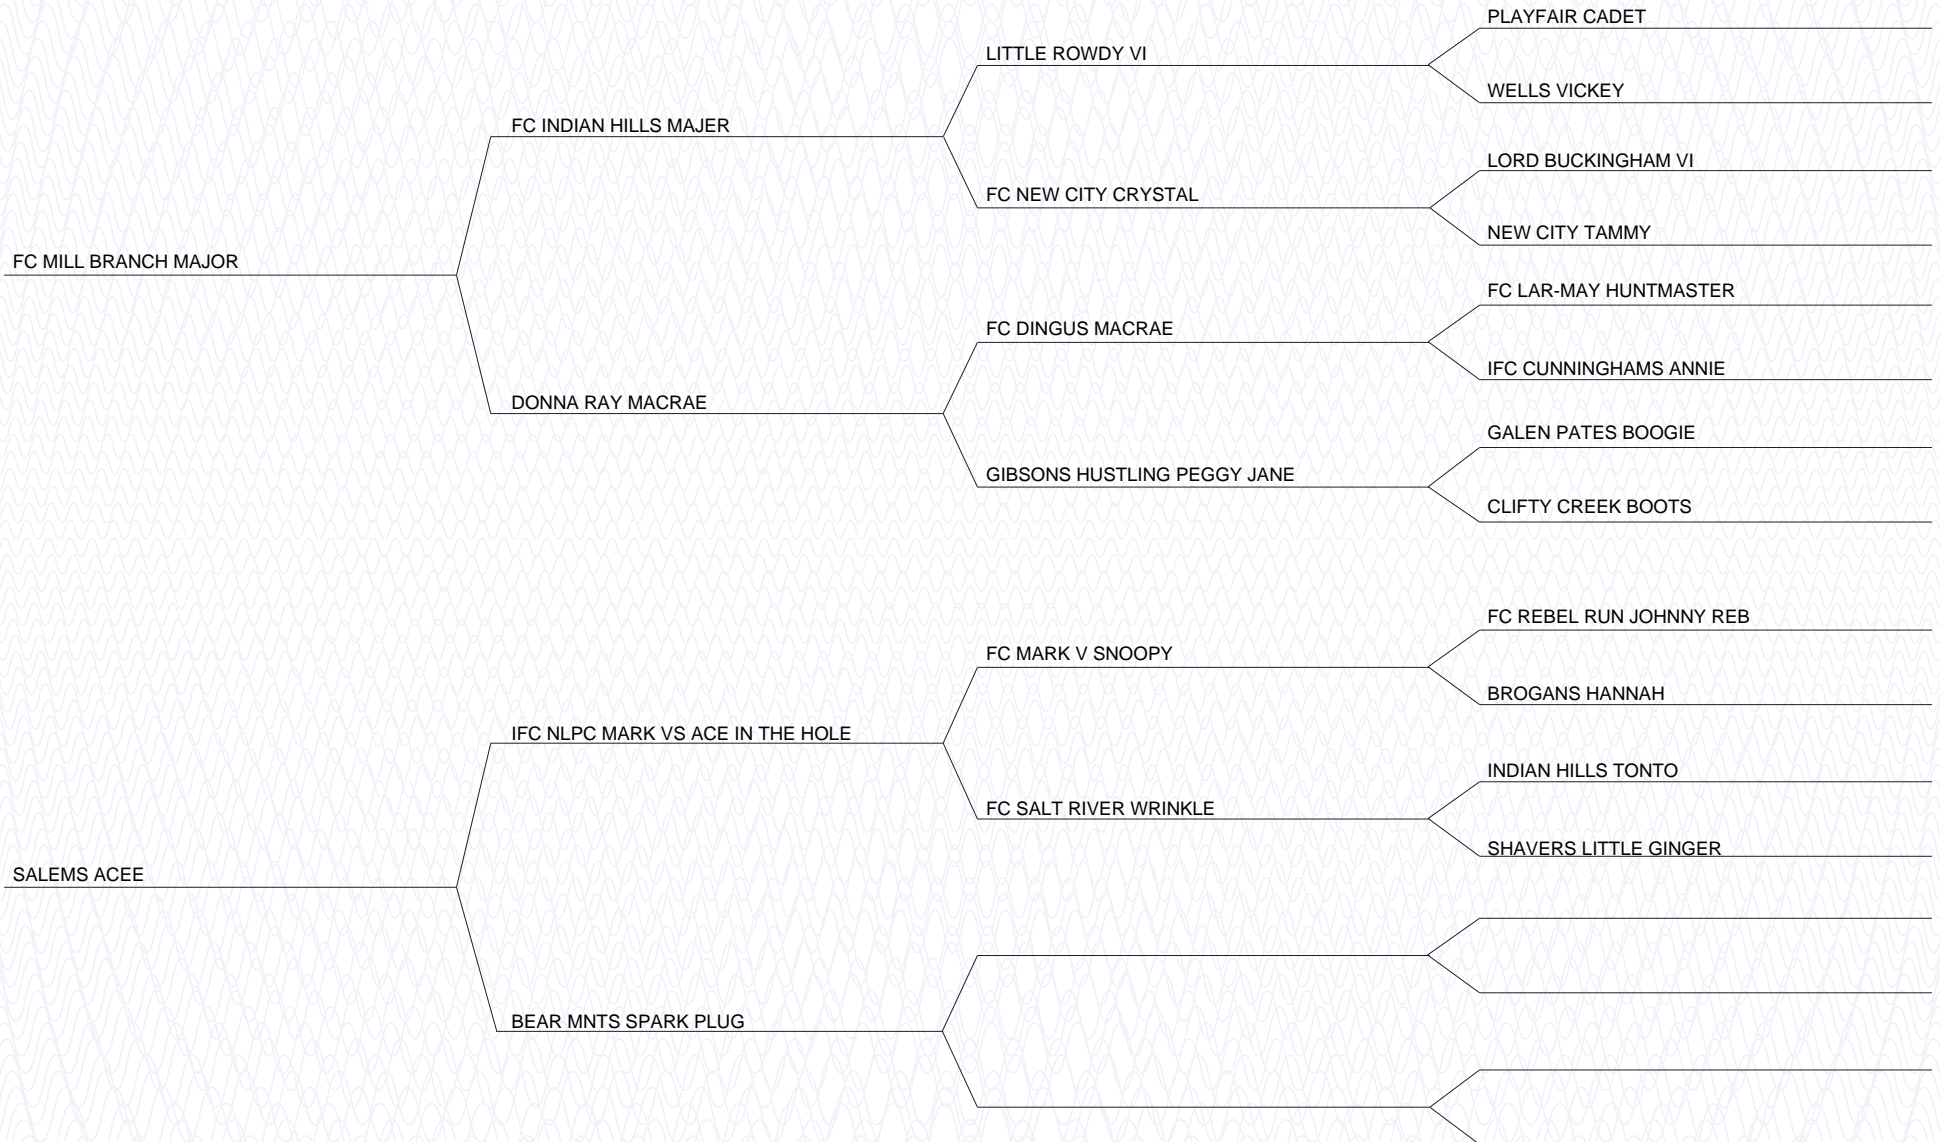 PLAYFAIR CADET
LITTLE ROWDY VI
WELLS VICKEY
FC INDIAN HILLS MAJER
LORD BUCKINGHAM VI
FC NEW CITY CRYSTAL
NEW CITY TAMMY
FC MILL BRANCH MAJOR
FC LAR-MAY HUNTMASTER
FC DINGUS MACRAE
IFC CUNNINGHAMS ANNIE
DONNA RAY MACRAE
GALEN PATES BOOGIE
GIBSONS HUSTLING PEGGY JANE
CLIFTY CREEK BOOTS
FC REBEL RUN JOHNNY REB
FC MARK V SNOOPY
BROGANS HANNAH
IFC NLPC MARK VS ACE IN THE HOLE
INDIAN HILLS TONTO
FC SALT RIVER WRINKLE
SHAVERS LITTLE GINGER
SALEMS ACEE
BEAR MNTS SPARK PLUG